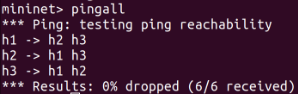 mininet> pingall
*** Ping: testing ping reachability
h1 -> h2 h3
h2 -> h1 h3
h3 -> h1 h2
*** Results: 0% dropped (6/6 received)